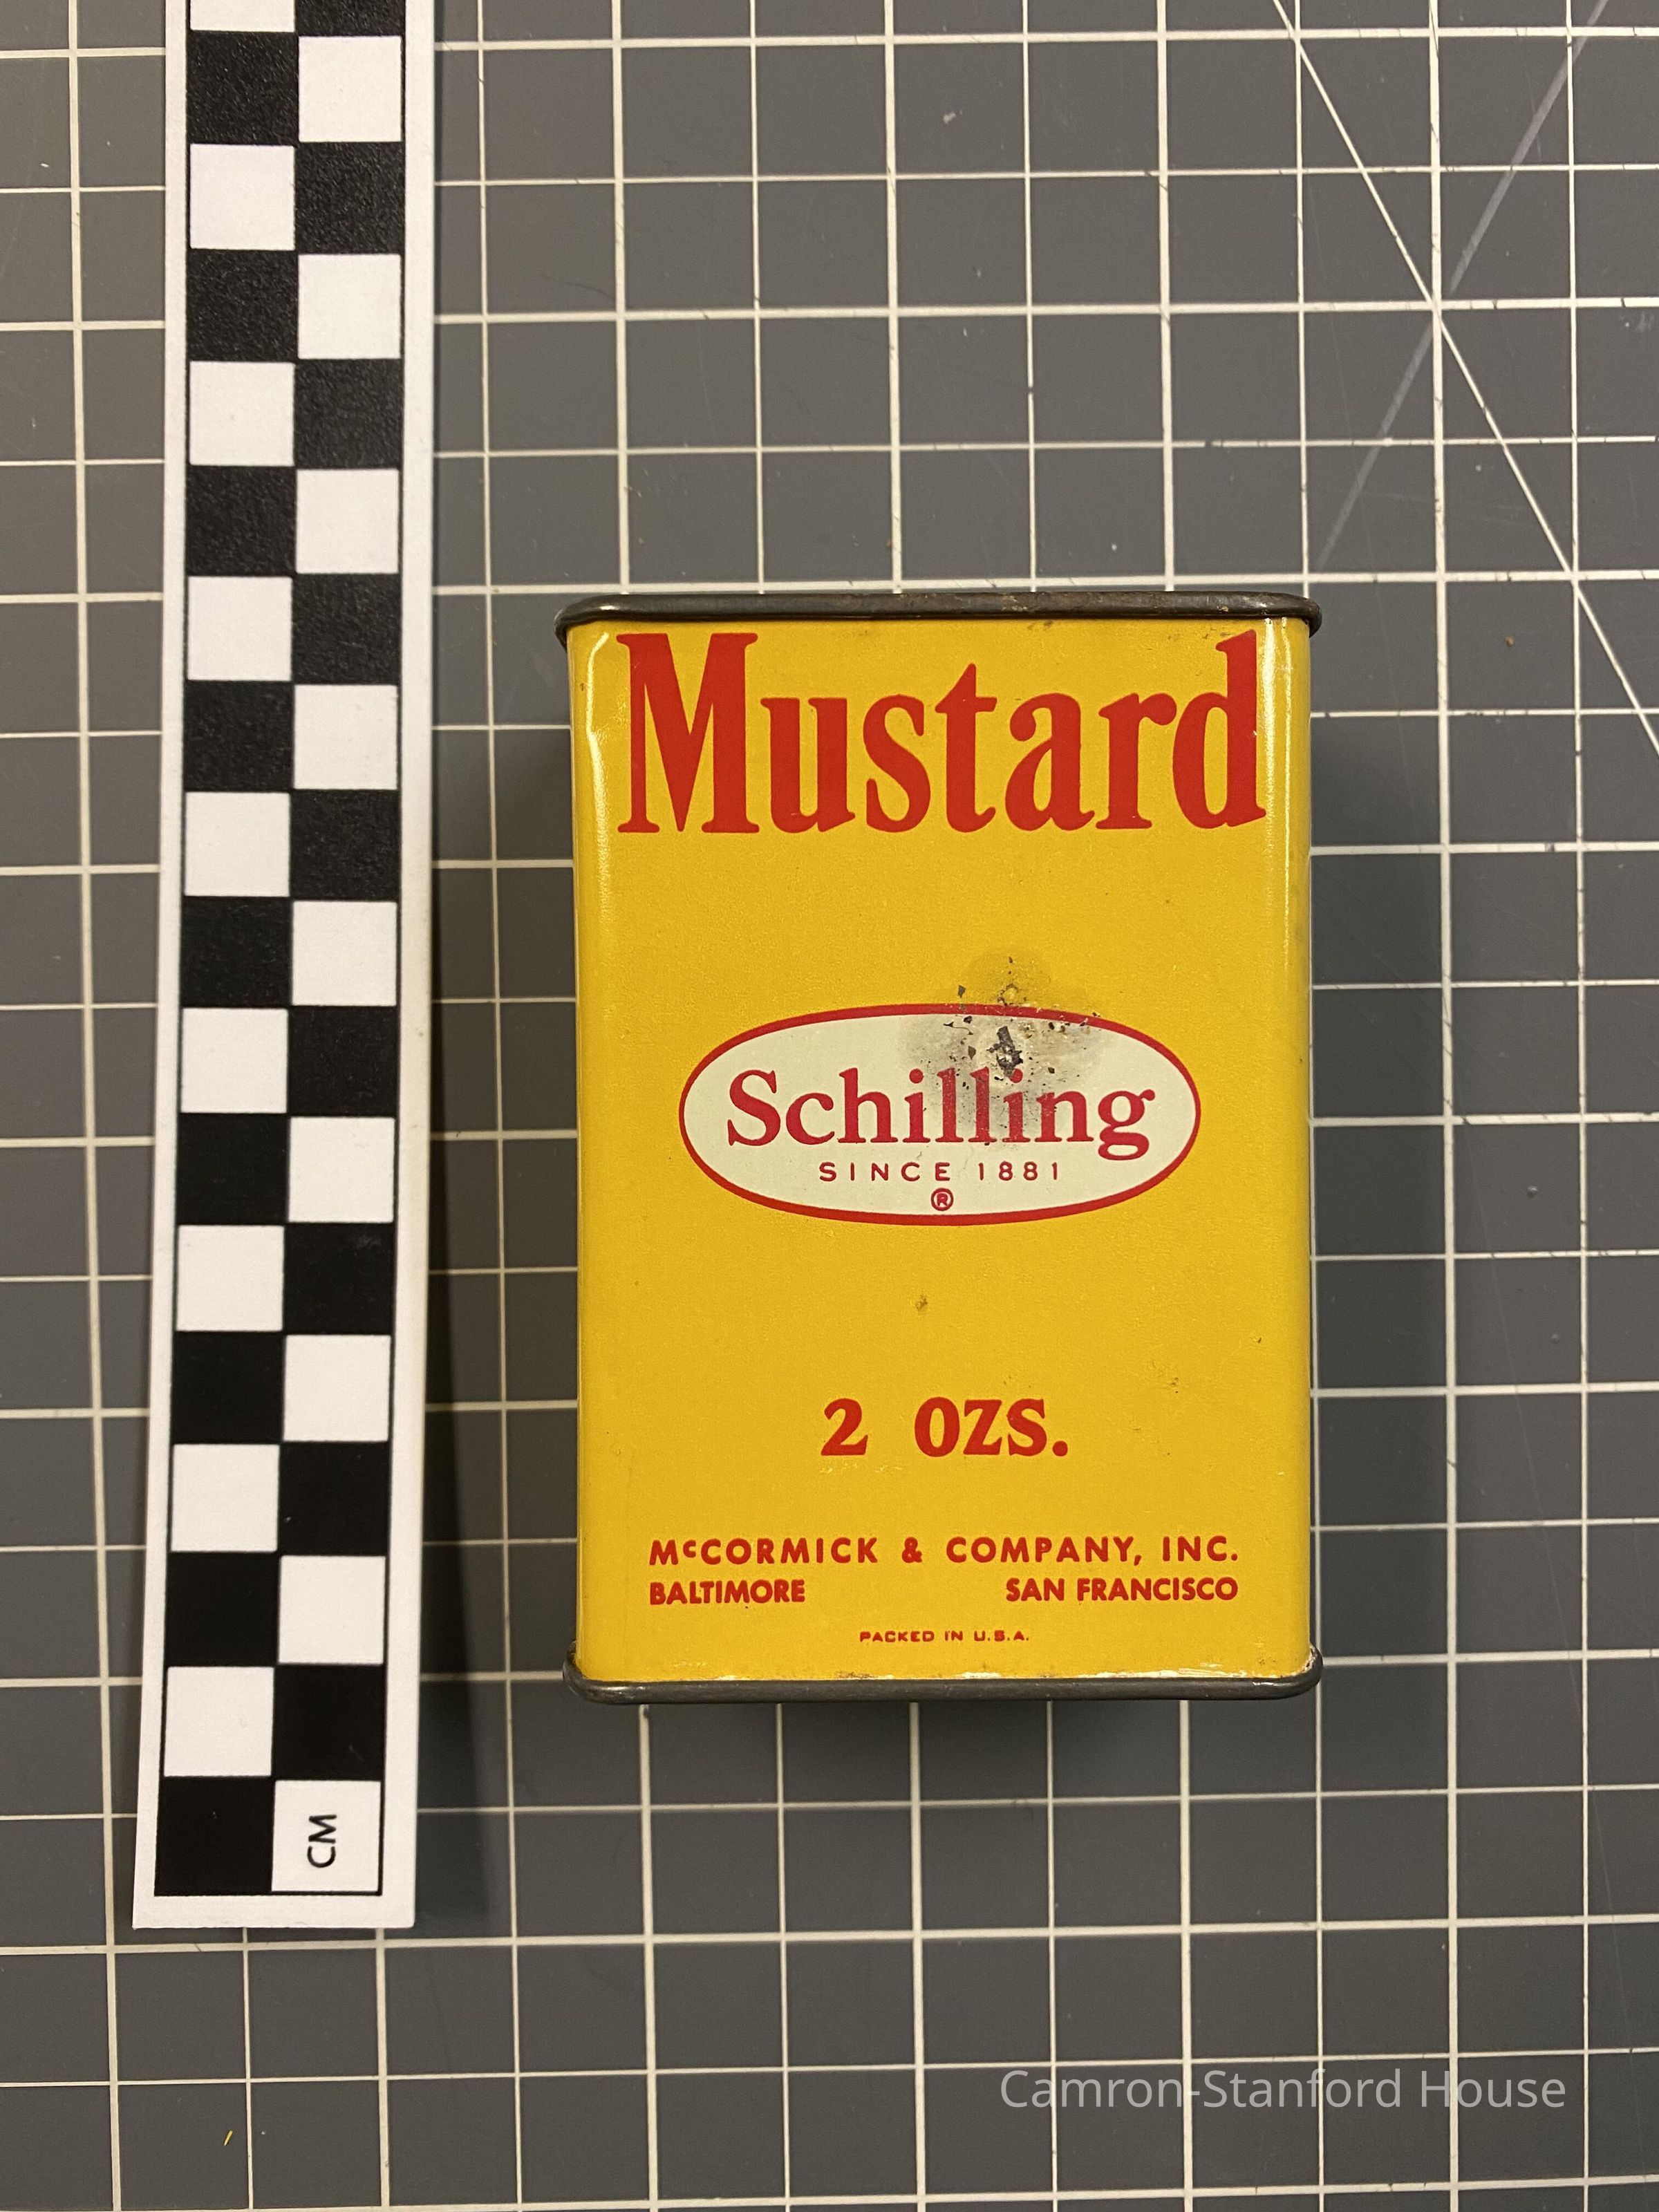 Mustard
Schilling
SINCE 1881
®
2 OZS.
McCORMICK & COMPANY, INC.
BALTIMORE SAN FRANCISCO
PACKED IN U.S.A.
CM
Camron-Stanford House